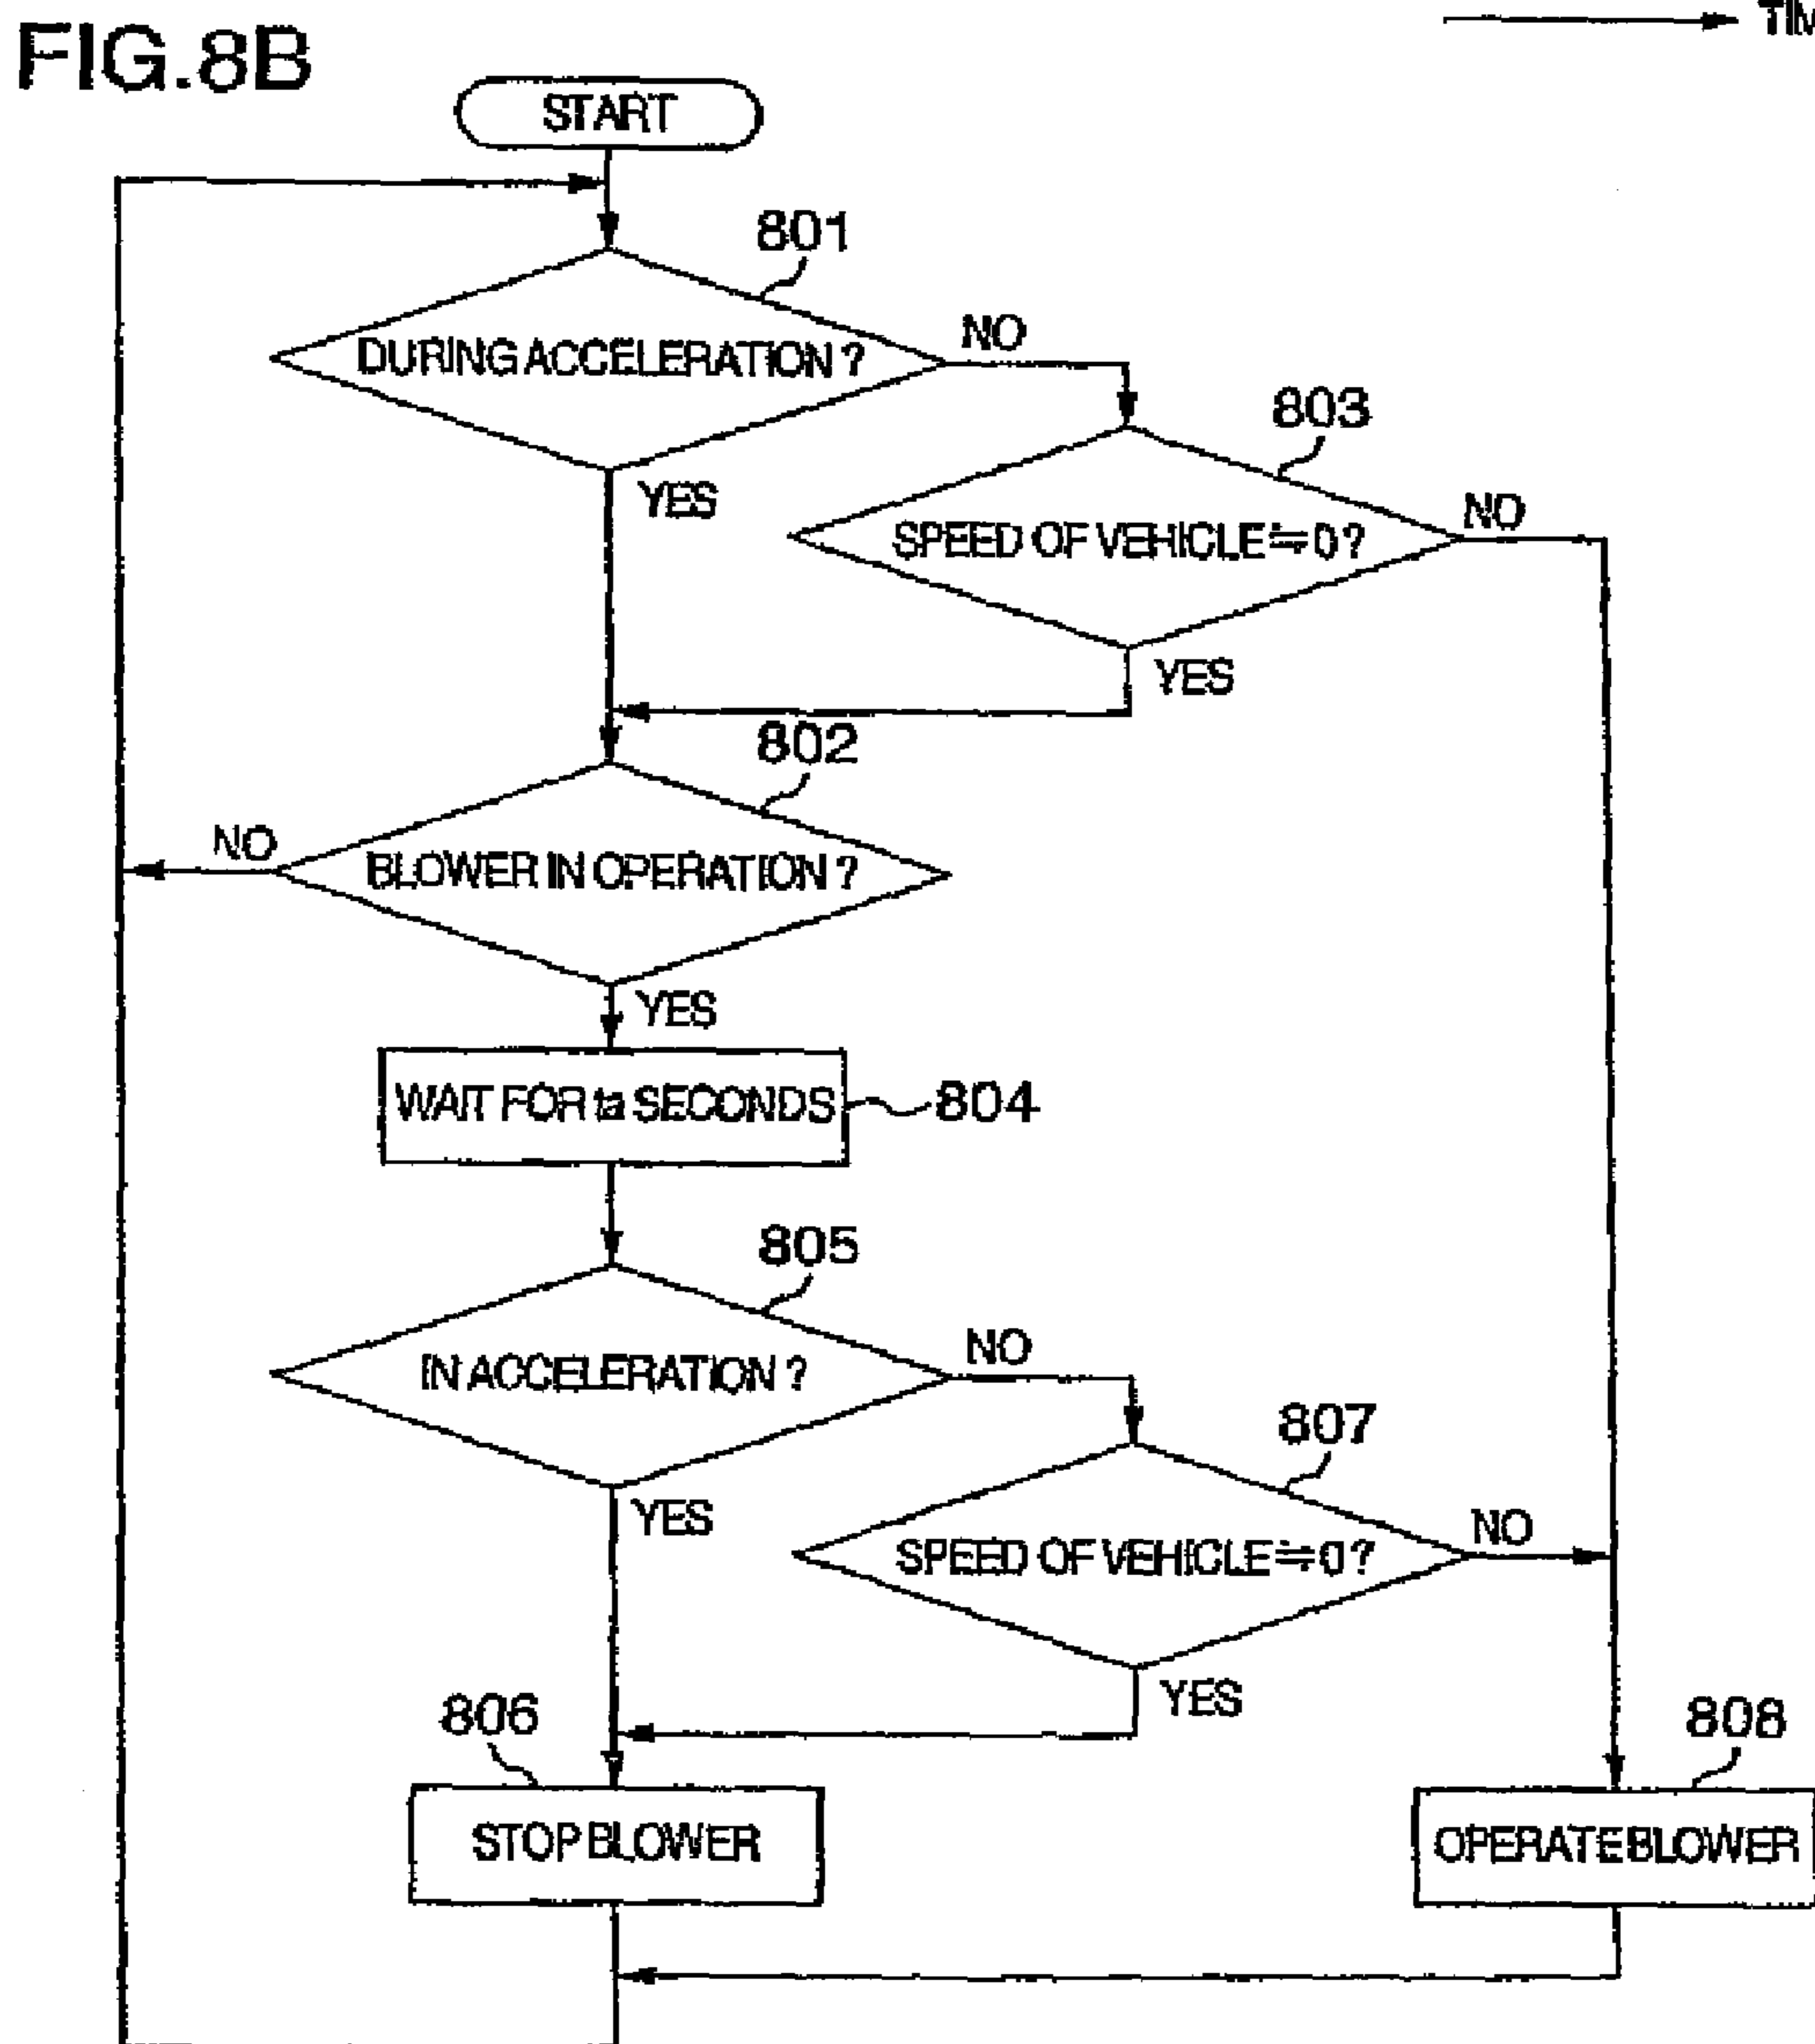 FIG.8B
START
801
DURING ACCELERATION ?
NO
YES
803
SPEED OF VEHICLE≒0 ?
NO
YES
802
BLOWER IN OPERATION ?
NO
YES
WAIT FOR ta SECONDS
804
805
IN ACCELERATION ?
NO
YES
807
SPEED OF VEHICLE≒0 ?
NO
YES
806
STOP BLOWER
808
OPERATE BLOWER